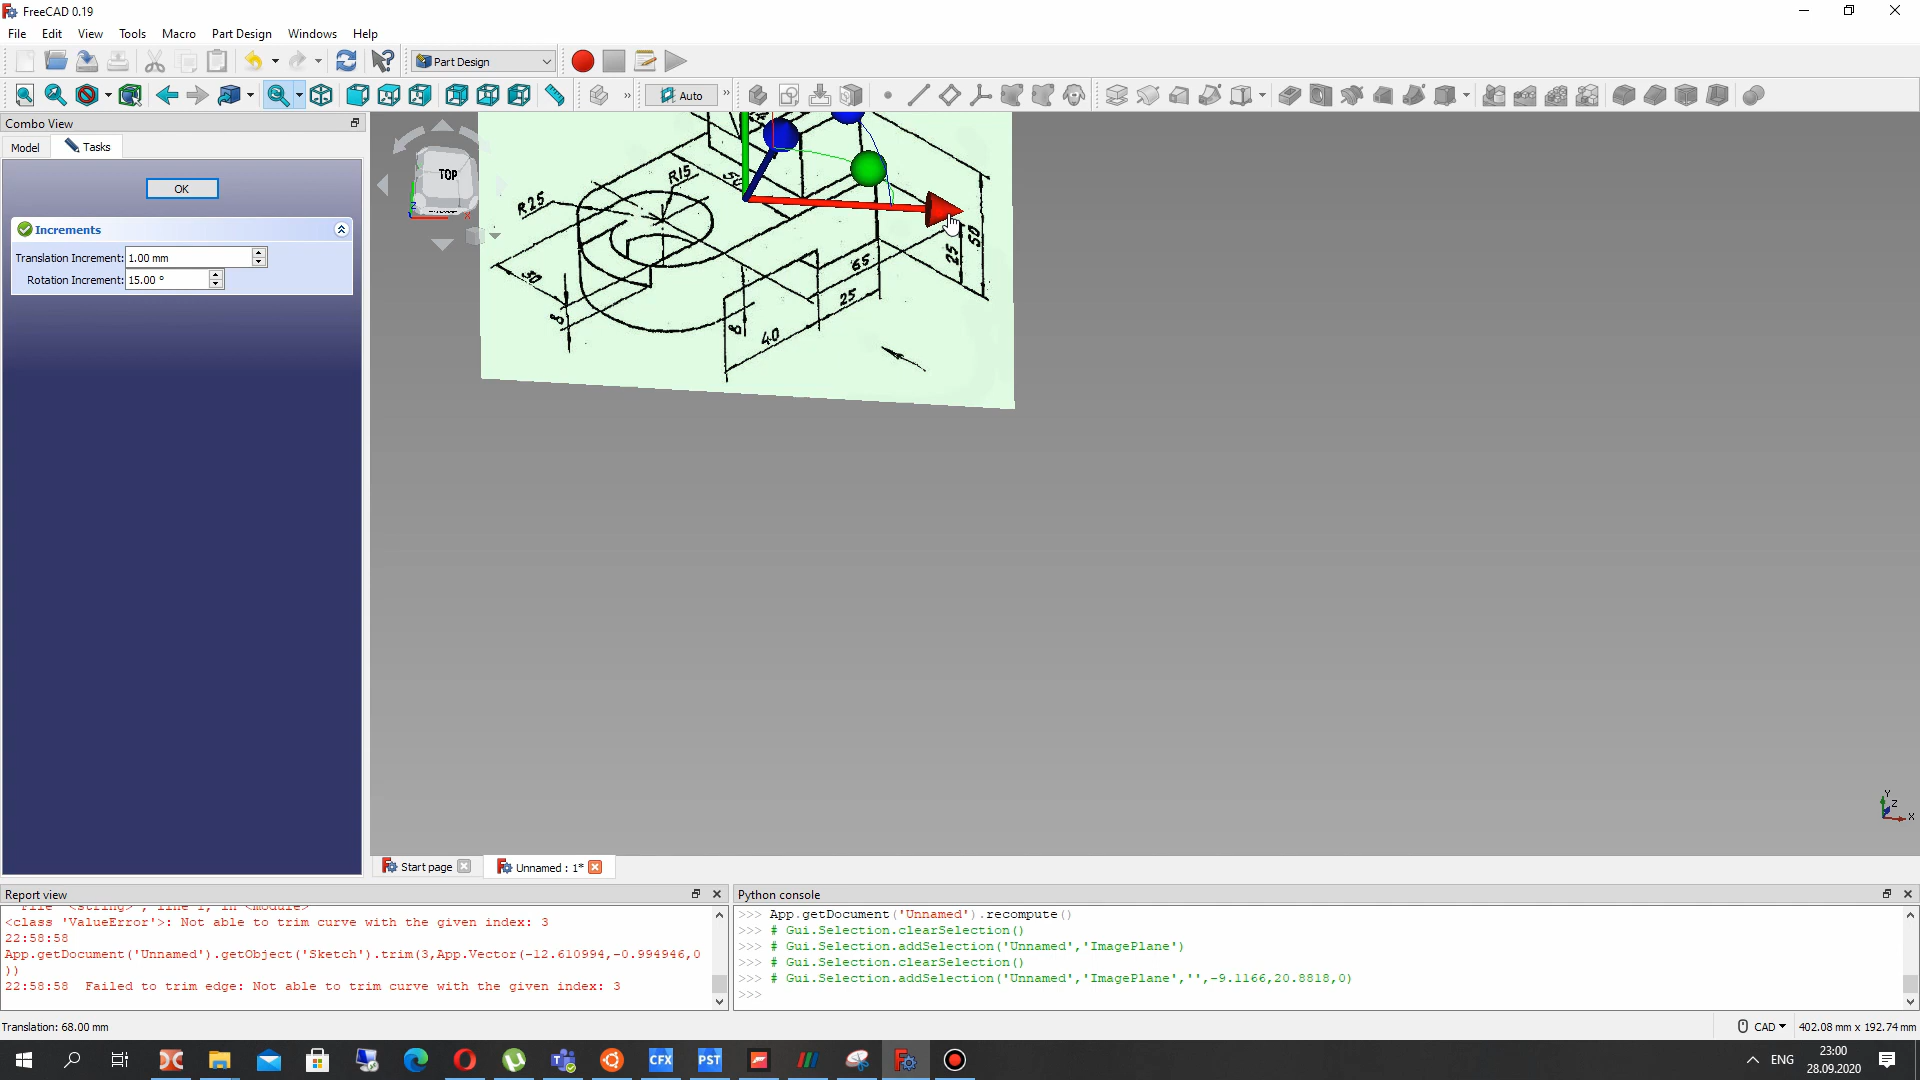 FreeCAD 0.19
File Edit View Tools Macro Part Design Windows Help
Part Design
Auto
Combo View
Model Tasks
OK
Increments
Translation Increment: 1.00 mm
Rotation Increment: 15.00 °
TOP
Z X
R25 R15 50
30 8 8 40 65 25 25 50
Y
Z
X
Start page Unnamed : 1*
Report view
<class 'ValueError'>: Not able to trim curve with the given index: 3
22:58:58
App.getDocument('Unnamed').getObject('Sketch').trim(3,App.Vector(-12.610994,-0.994946,0
))
22:58:58 Failed to trim edge: Not able to trim curve with the given index: 3
Python console
>>> App.getDocument('Unnamed').recompute()
>>> # Gui.Selection.clearSelection()
>>> # Gui.Selection.addSelection('Unnamed','ImagePlane')
>>> # Gui.Selection.clearSelection()
>>> # Gui.Selection.addSelection('Unnamed','ImagePlane','',-9.1166,20.8818,0)
>>>
Translation: 68.00 mm
CAD 402.08 mm x 192.74 mm
CFX PST
ENG
23:00
28.09.2020